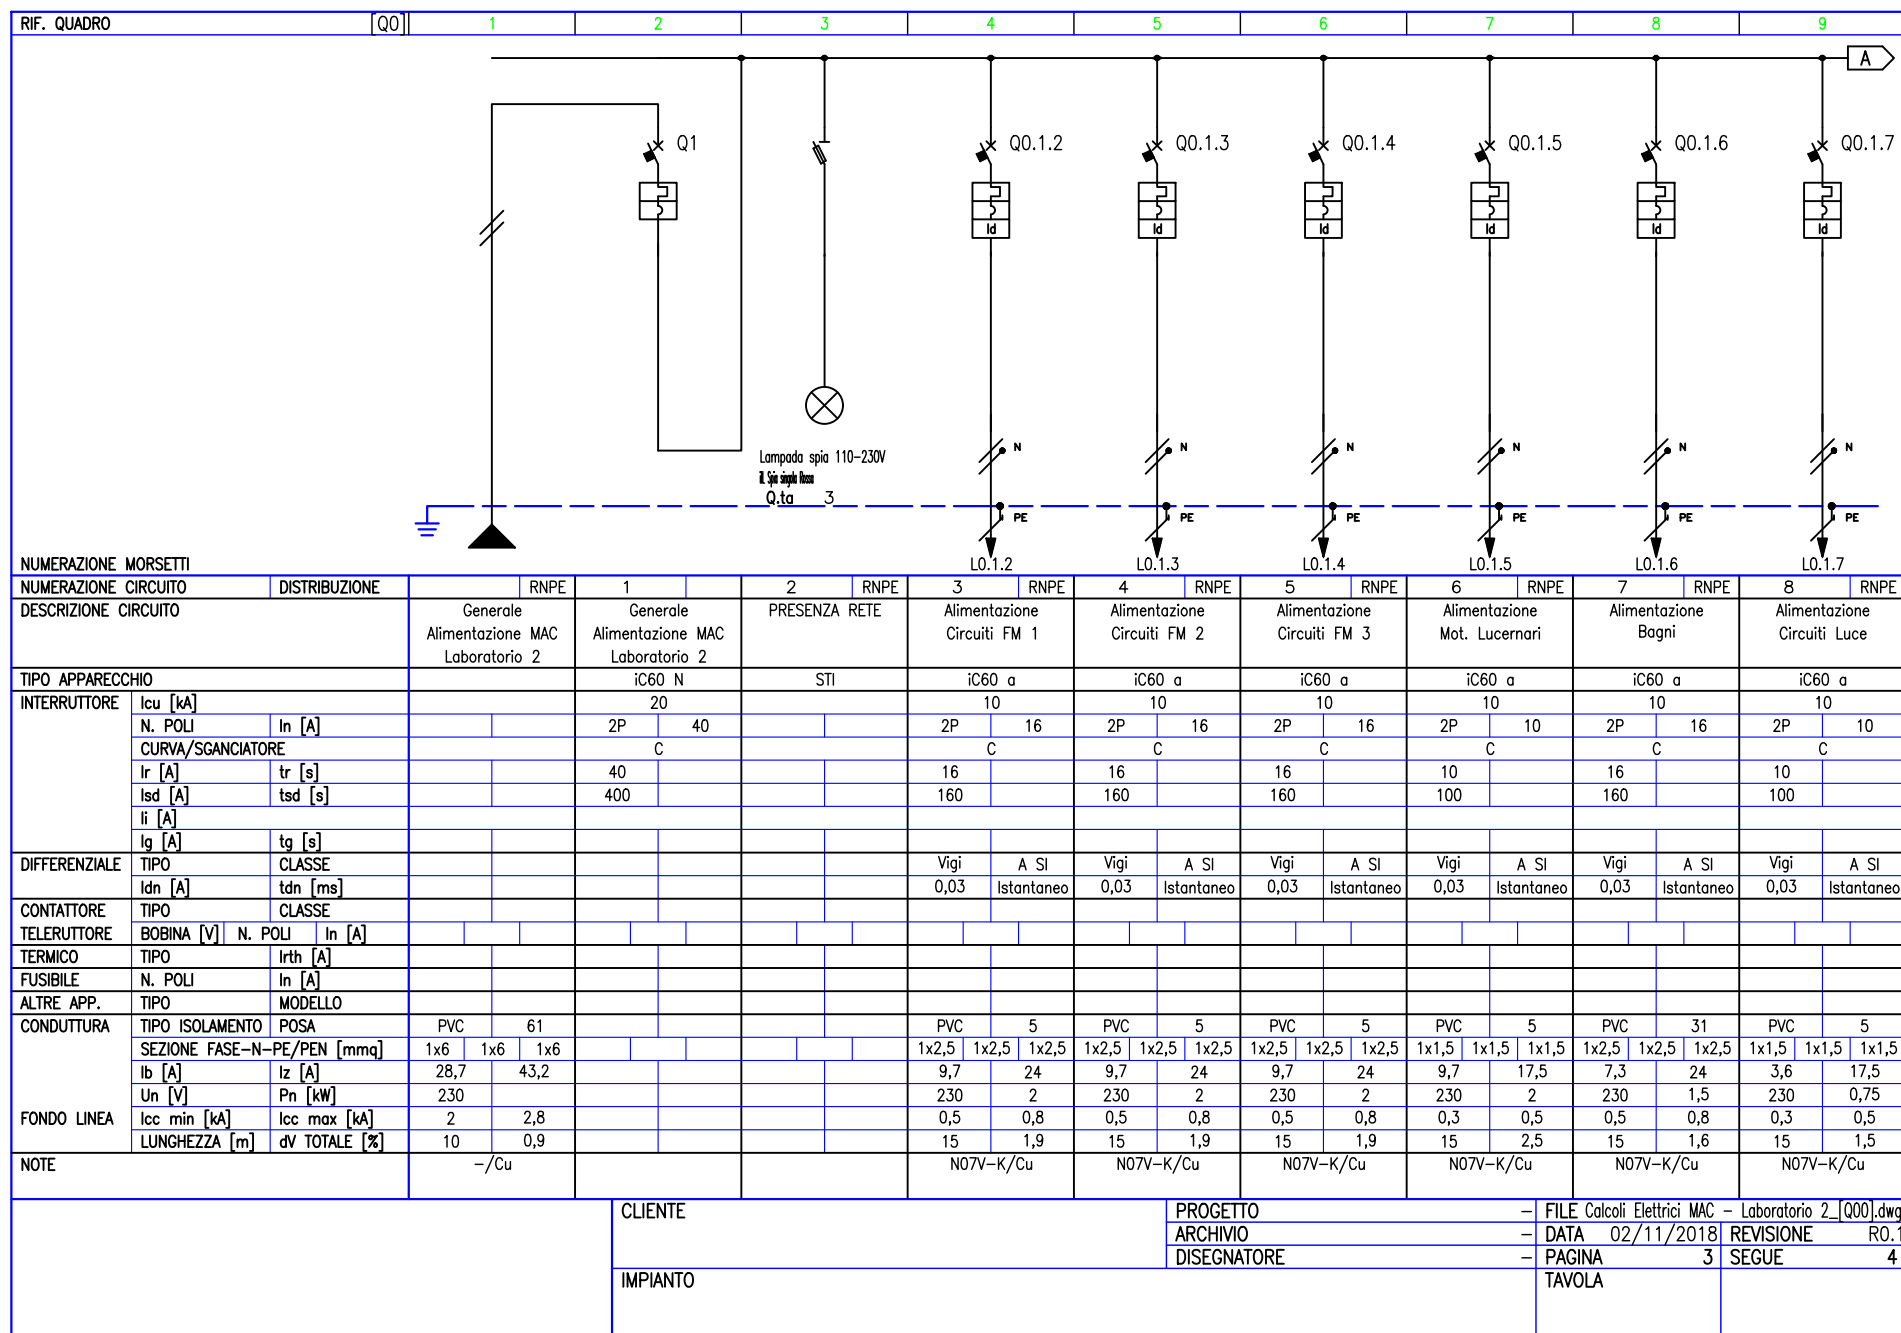 RIF. QUADRO [Q0] 1 2 3 4 5 6 7 8 9
A
Q1 Q0.1.2 Q0.1.3 Q0.1.4 Q0.1.5 Q0.1.6 Q0.1.7
Id Id Id Id Id Id
N N N N N N
Lampada spia 110-230V
ill. Spia singola Rossa
Q.ta 3
PE PE PE PE PE PE
NUMERAZIONE MORSETTI L0.1.2 L0.1.3 L0.1.4 L0.1.5 L0.1.6 L0.1.7
NUMERAZIONE CIRCUITO DISTRIBUZIONE RNPE 1 2 RNPE 3 RNPE 4 RNPE 5 RNPE 6 RNPE 7 RNPE 8 RNPE
DESCRIZIONE CIRCUITO Generale Generale PRESENZA RETE Alimentazione Alimentazione Alimentazione Alimentazione Alimentazione Alimentazione
Alimentazione MAC Alimentazione MAC Circuiti FM 1 Circuiti FM 2 Circuiti FM 3 Mot. Lucernari Bagni Circuiti Luce
Laboratorio 2 Laboratorio 2
TIPO APPARECCHIO iC60 N STI iC60 a iC60 a iC60 a iC60 a iC60 a iC60 a
INTERRUTTORE Icu [kA] 20 10 10 10 10 10 10
N. POLI In [A] 2P 40 2P 16 2P 16 2P 16 2P 10 2P 16 2P 10
CURVA/SGANCIATORE C C C C C C C
Ir [A] tr [s] 40 16 16 16 10 16 10
Isd [A] tsd [s] 400 160 160 160 100 160 100
Ii [A]
Ig [A] tg [s]
DIFFERENZIALE TIPO CLASSE Vigi A SI Vigi A SI Vigi A SI Vigi A SI Vigi A SI Vigi A SI
Idn [A] tdn [ms] 0,03 Istantaneo 0,03 Istantaneo 0,03 Istantaneo 0,03 Istantaneo 0,03 Istantaneo 0,03 Istantaneo
CONTATTORE TIPO CLASSE
TELERUTTORE BOBINA [V] N. POLI In [A]
TERMICO TIPO Irth [A]
FUSIBILE N. POLI In [A]
ALTRE APP. TIPO MODELLO
CONDUTTURA TIPO ISOLAMENTO POSA PVC 61 PVC 5 PVC 5 PVC 5 PVC 5 PVC 31 PVC 5
SEZIONE FASE-N-PE/PEN [mmq] 1x6 1x6 1x6 1x2,5 1x2,5 1x2,5 1x2,5 1x2,5 1x2,5 1x2,5 1x2,5 1x2,5 1x1,5 1x1,5 1x1,5 1x2,5 1x2,5 1x2,5 1x1,5 1x1,5 1x1,5
Ib [A] Iz [A] 28,7 43,2 9,7 24 9,7 24 9,7 24 9,7 17,5 7,3 24 3,6 17,5
Un [V] Pn [kW] 230 230 2 230 2 230 2 230 2 230 1,5 230 0,75
FONDO LINEA Icc min [kA] Icc max [kA] 2 2,8 0,5 0,8 0,5 0,8 0,5 0,8 0,3 0,5 0,5 0,8 0,3 0,5
LUNGHEZZA [m] dV TOTALE [%] 10 0,9 15 1,9 15 1,9 15 1,9 15 2,5 15 1,6 15 1,5
NOTE -/Cu N07V-K/Cu N07V-K/Cu N07V-K/Cu N07V-K/Cu N07V-K/Cu N07V-K/Cu
CLIENTE PROGETTO - FILE Calcoli Elettrici MAC - Laboratorio 2_[Q00].dwg
ARCHIVIO - DATA 02/11/2018 REVISIONE R0.1
DISEGNATORE - PAGINA 3 SEGUE 4
IMPIANTO TAVOLA